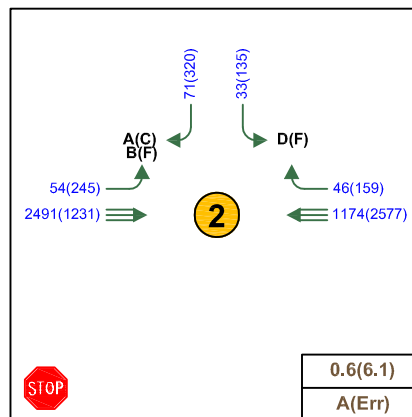 71(320)
33(135)
A(C)
B(F)
D(F)
54(245)
46(159)
2491(1231)
2
1174(2577)
STOP
0.6(6.1)
A(Err)